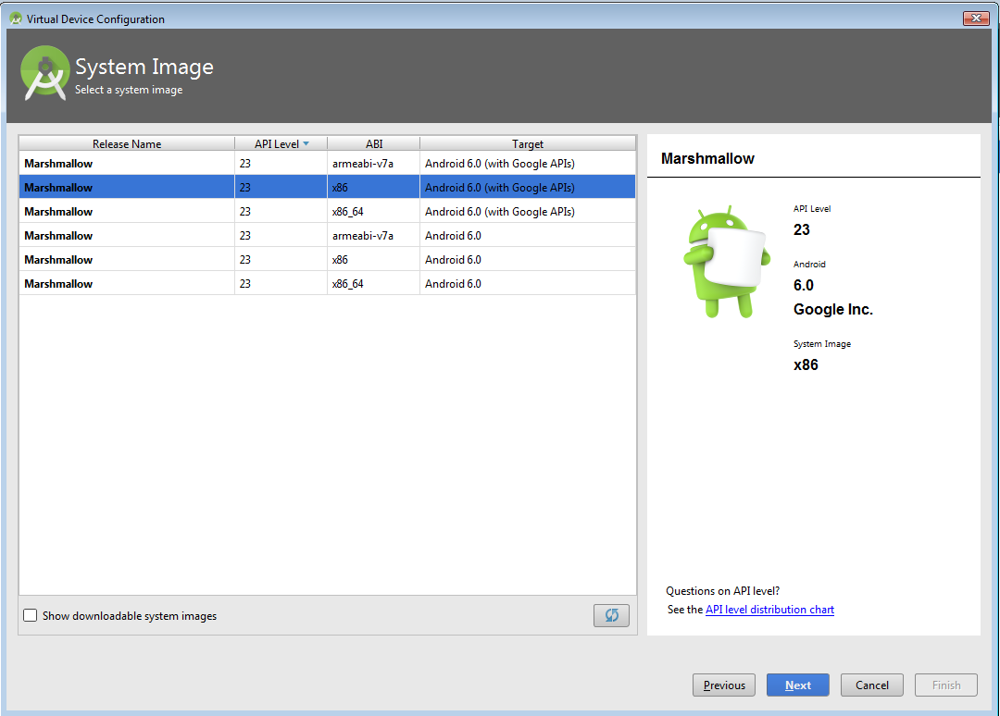 Virtual Device Configuration
System Image
Select a system image
Release Name API Level ABI Target
Marshmallow 23 armeabi-v7a Android 6.0 (with Google APIs)
Marshmallow 23 x86 Android 6.0 (with Google APIs)
Marshmallow 23 x86_64 Android 6.0 (with Google APIs)
Marshmallow 23 armeabi-v7a Android 6.0
Marshmallow 23 x86 Android 6.0
Marshmallow 23 x86_64 Android 6.0
Show downloadable system images
Marshmallow
API Level
23
Android
6.0
Google Inc.
System Image
x86
Questions on API level?
See the API level distribution chart
Previous Next Cancel Finish